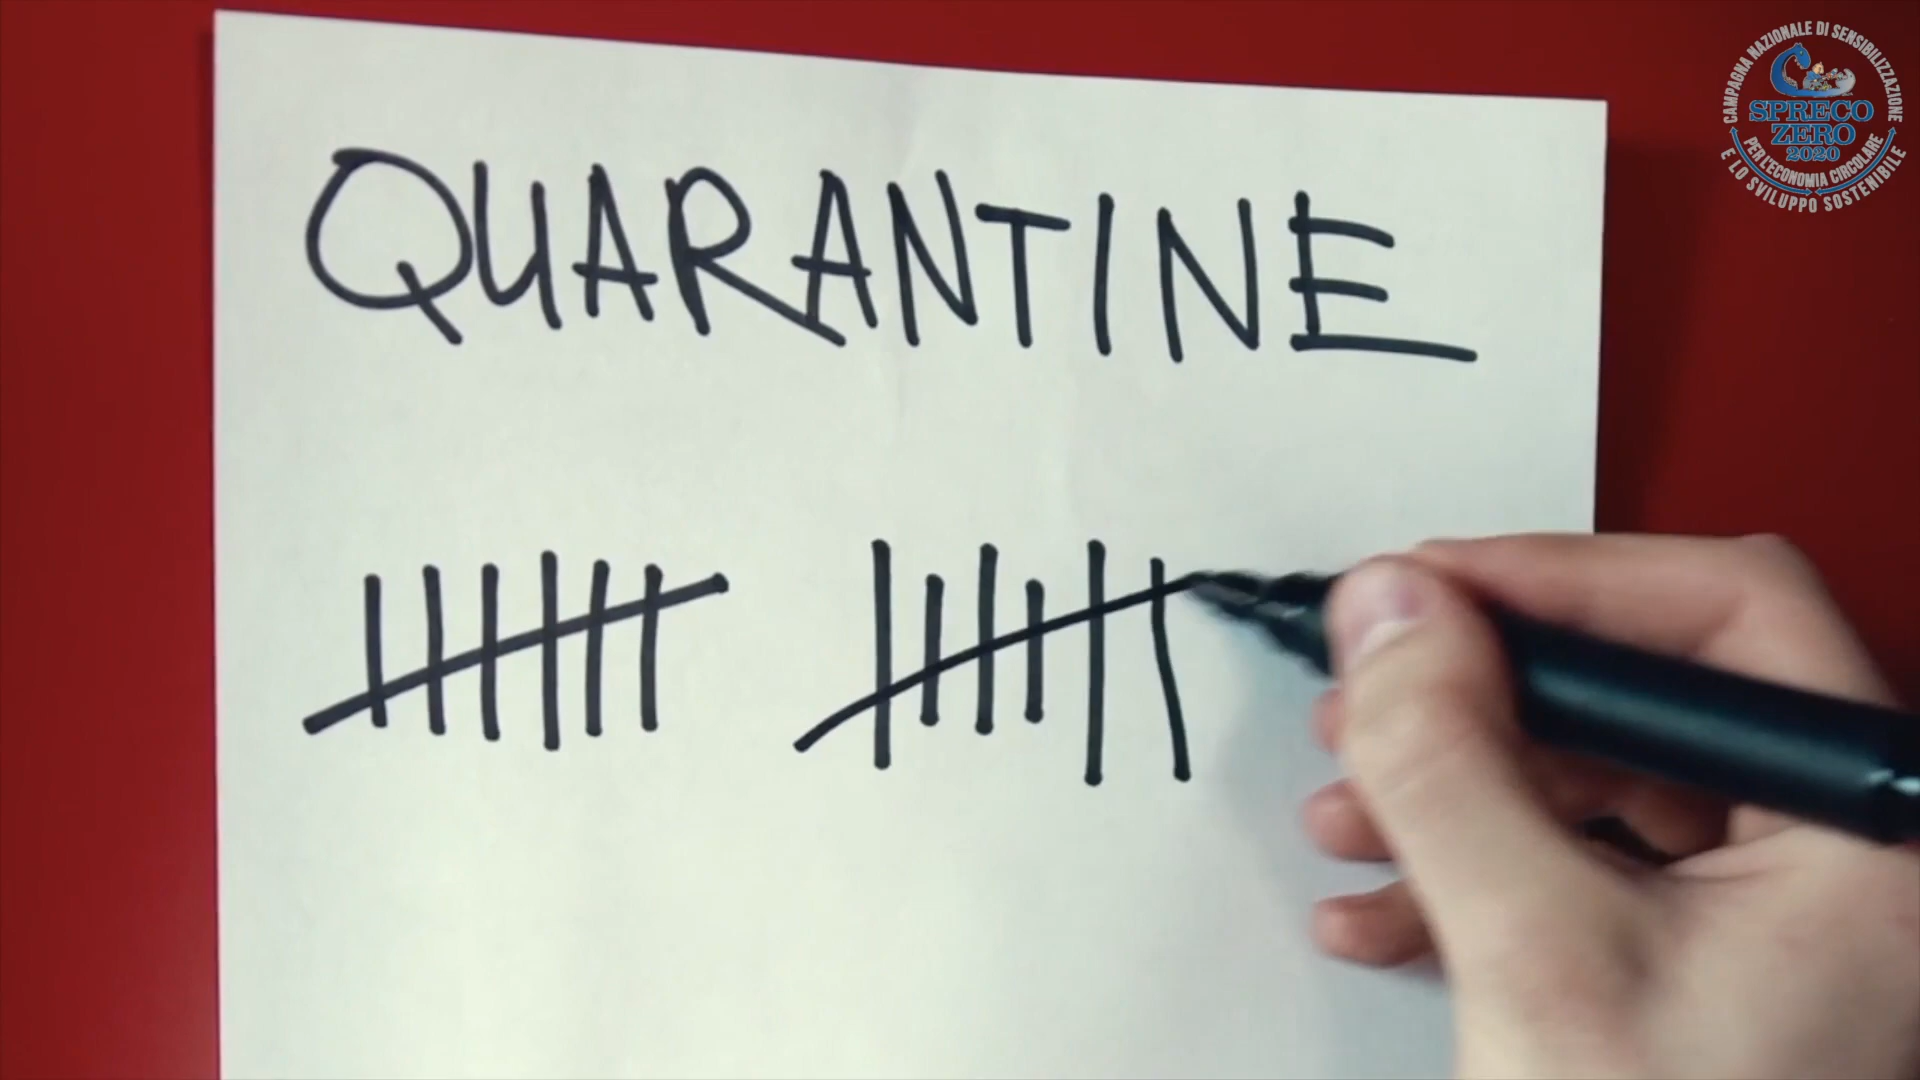 QUARANTINE
CAMPAGNA NAZIONALE DI SENSIBILIZZAZIONE
SPRECO
ZERO
2020
PER L'ECONOMIA CIRCOLARE
E LO SVILUPPO SOSTENIBILE